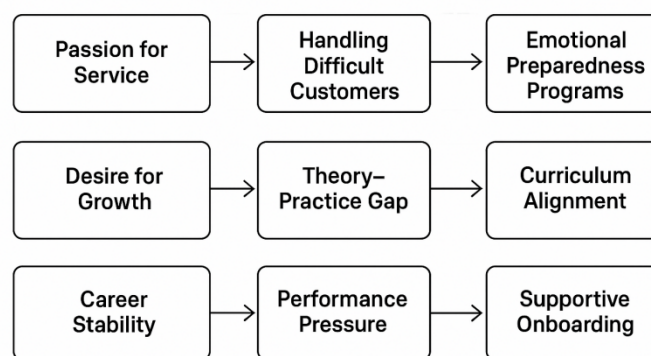 Passion for
Service
Handling
Difficult
Customers
Emotional
Preparedness
Programs
Desire for
Growth
Theory–
Practice Gap
Curriculum
Alignment
Career
Stability
Performance
Pressure
Supportive
Onboarding